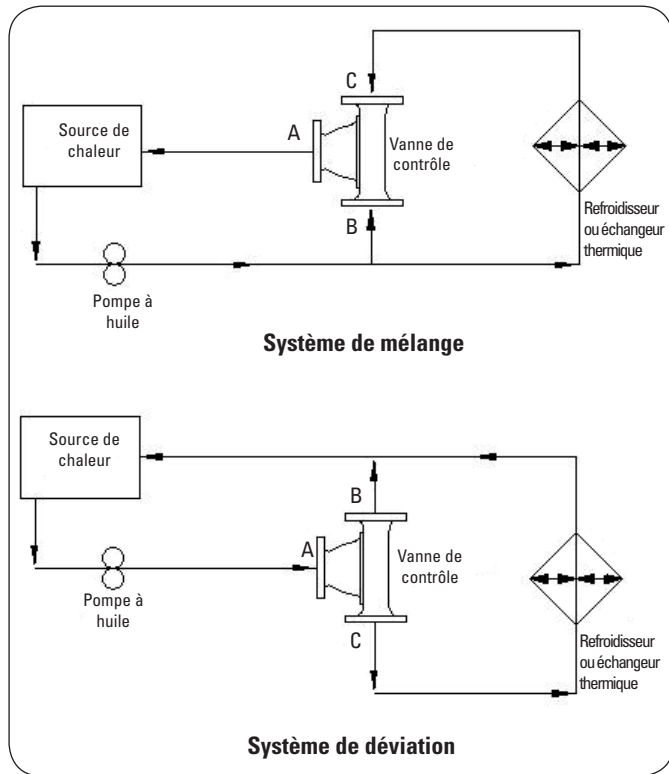 C
Source de
chaleur
A
Vanne de
contrôle
B
Refroidisseur
ou échangeur
thermique
Pompe à
huile
Système de mélange
Source de
chaleur
B
A
Vanne de
contrôle
Pompe à
huile
C
Refroidisseur
ou échangeur
thermique
Système de déviation